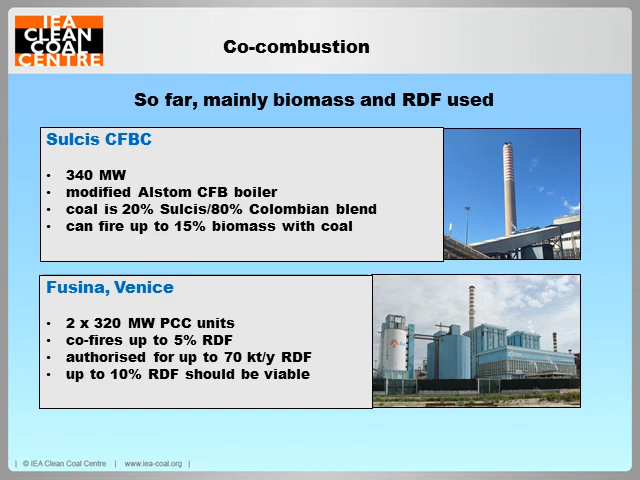 IEA
CLEAN
COAL
CENTRE
Co-combustion
So far, mainly biomass and RDF used
Sulcis CFBC
• 340 MW
• modified Alstom CFB boiler
• coal is 20% Sulcis/80% Colombian blend
• can fire up to 15% biomass with coal
Fusina, Venice
• 2 x 320 MW PCC units
• co-fires up to 5% RDF
• authorised for up to 70 kt/y RDF
• up to 10% RDF should be viable
| © IEA Clean Coal Centre | www.iea-coal.org |